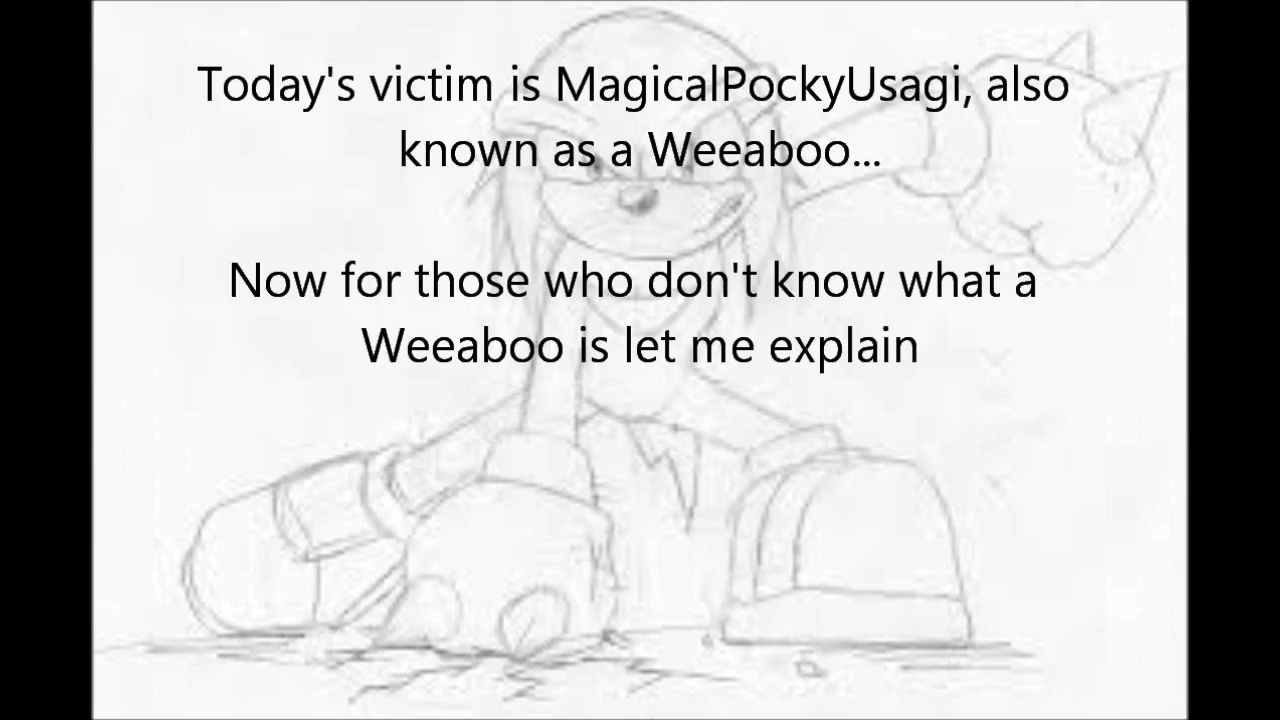 Today's victim is MagicalPockyUsagi, also
known as a Weeaboo...
Now for those who don't know what a
Weeaboo is let me explain